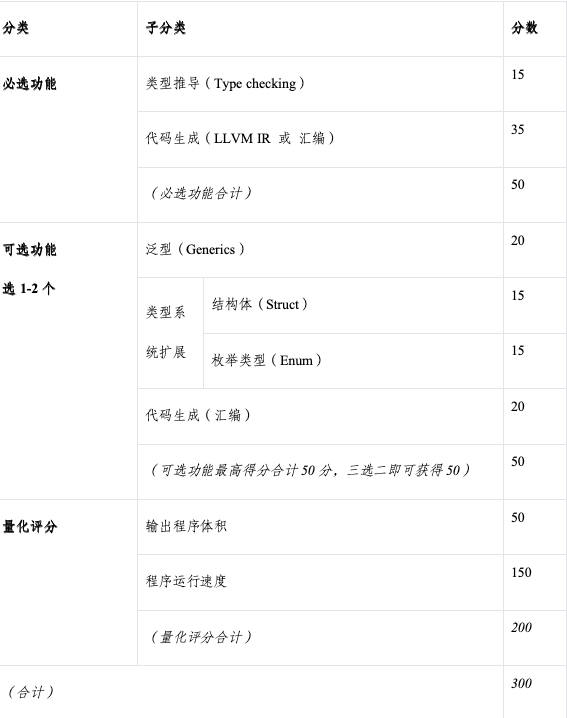 分类 子分类 分数
必选功能 类型推导（Type checking） 15
代码生成（LLVM IR 或 汇编） 35
（必选功能合计） 50
可选功能 泛型（Generics） 20
选 1-2 个
类型系 结构体（Struct） 15
统扩展 枚举类型（Enum） 15
代码生成（汇编） 20
（可选功能最高得分合计 50 分，三选二即可获得 50） 50
量化评分 输出程序体积 50
程序运行速度 150
（量化评分合计） 200
（合计） 300